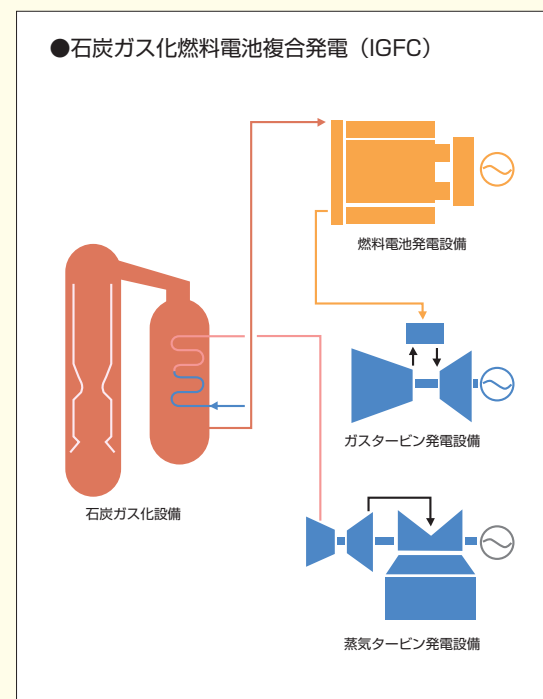 ●石炭ガス化燃料電池複合発電（IGFC）
燃料電池発電設備
ガスタービン発電設備
石炭ガス化設備
蒸気タービン発電設備